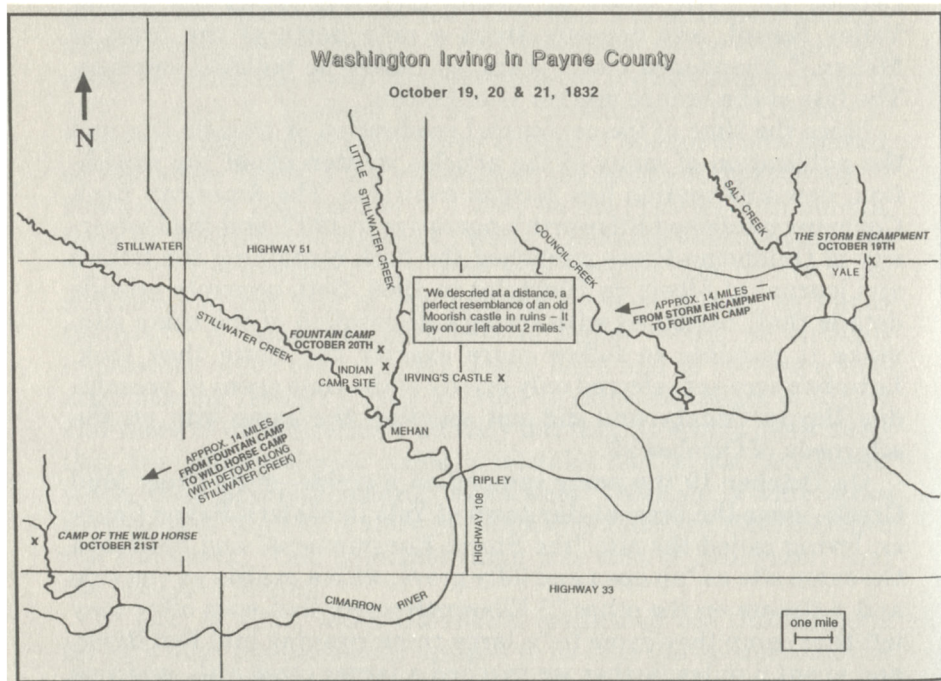 Washington Irving in Payne County
October 19, 20 & 21, 1832
N
LITTLE STILLWATER CREEK
SALT CREEK
COUNCIL CREEK
THE STORM ENCAMPMENT
OCTOBER 19TH
X
YALE
STILLWATER
HIGHWAY 51
"We descried at a distance, a
perfect resemblance of an old
Moorish castle in ruins – It
lay on our left about 2 miles."
APPROX. 14 MILES
FROM STORM ENCAMPMENT
TO FOUNTAIN CAMP
STILLWATER CREEK
FOUNTAIN CAMP
OCTOBER 20TH X
INDIAN X
CAMP SITE
IRVING'S CASTLE X
MEHAN
APPROX. 14 MILES
FROM FOUNTAIN CAMP
TO WILD HORSE CAMP
(WITH DETOUR ALONG
STILLWATER CREEK)
RIPLEY
HIGHWAY 108
X CAMP OF THE WILD HORSE
OCTOBER 21ST
HIGHWAY 33
CIMARRON RIVER
one mile